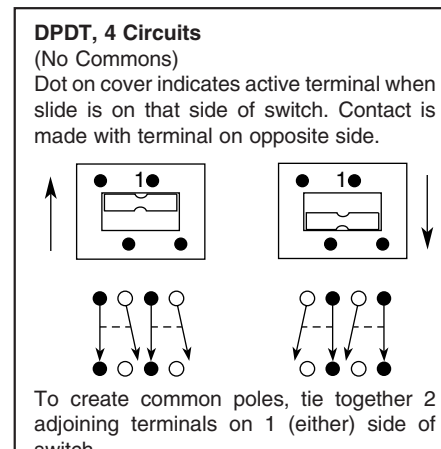 DPDT, 4 Circuits
(No Commons)
Dot on cover indicates active terminal when
slide is on that side of switch. Contact is
made with terminal on opposite side.
1 1
To create common poles, tie together 2
adjoining terminals on 1 (either) side of
switch.